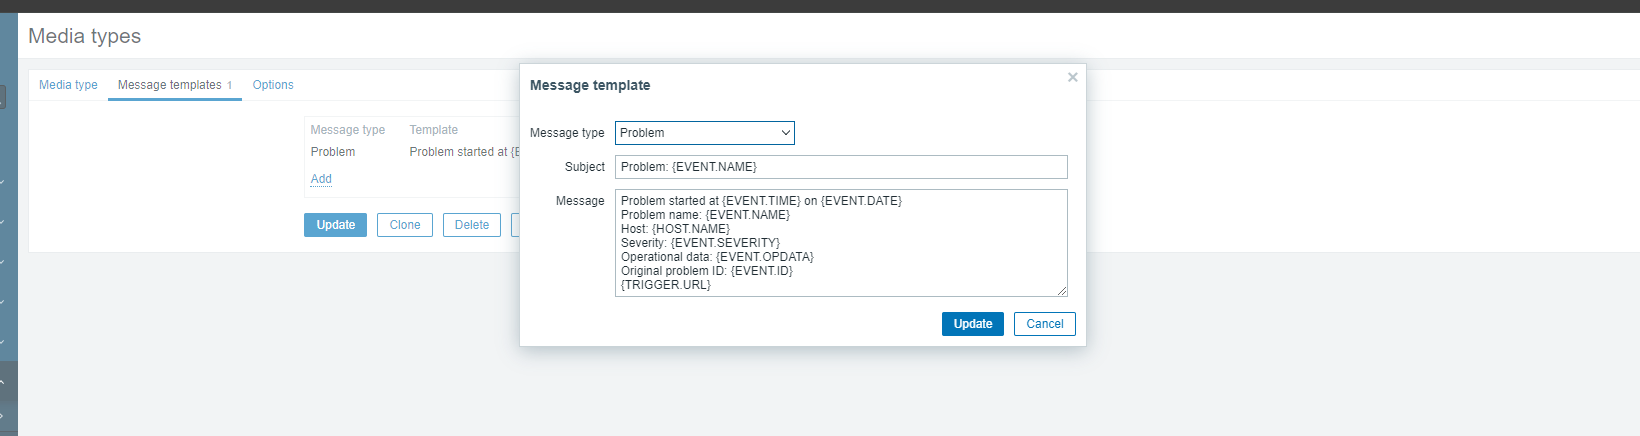 Media types
Media type Message templates 1 Options
Message type Template
Problem Problem started at {E
Add
Update Clone Delete
Message template
Message type Problem
Subject Problem: {EVENT.NAME}
Message Problem started at {EVENT.TIME} on {EVENT.DATE}
Problem name: {EVENT.NAME}
Host: {HOST.NAME}
Severity: {EVENT.SEVERITY}
Operational data: {EVENT.OPDATA}
Original problem ID: {EVENT.ID}
{TRIGGER.URL}
Update Cancel